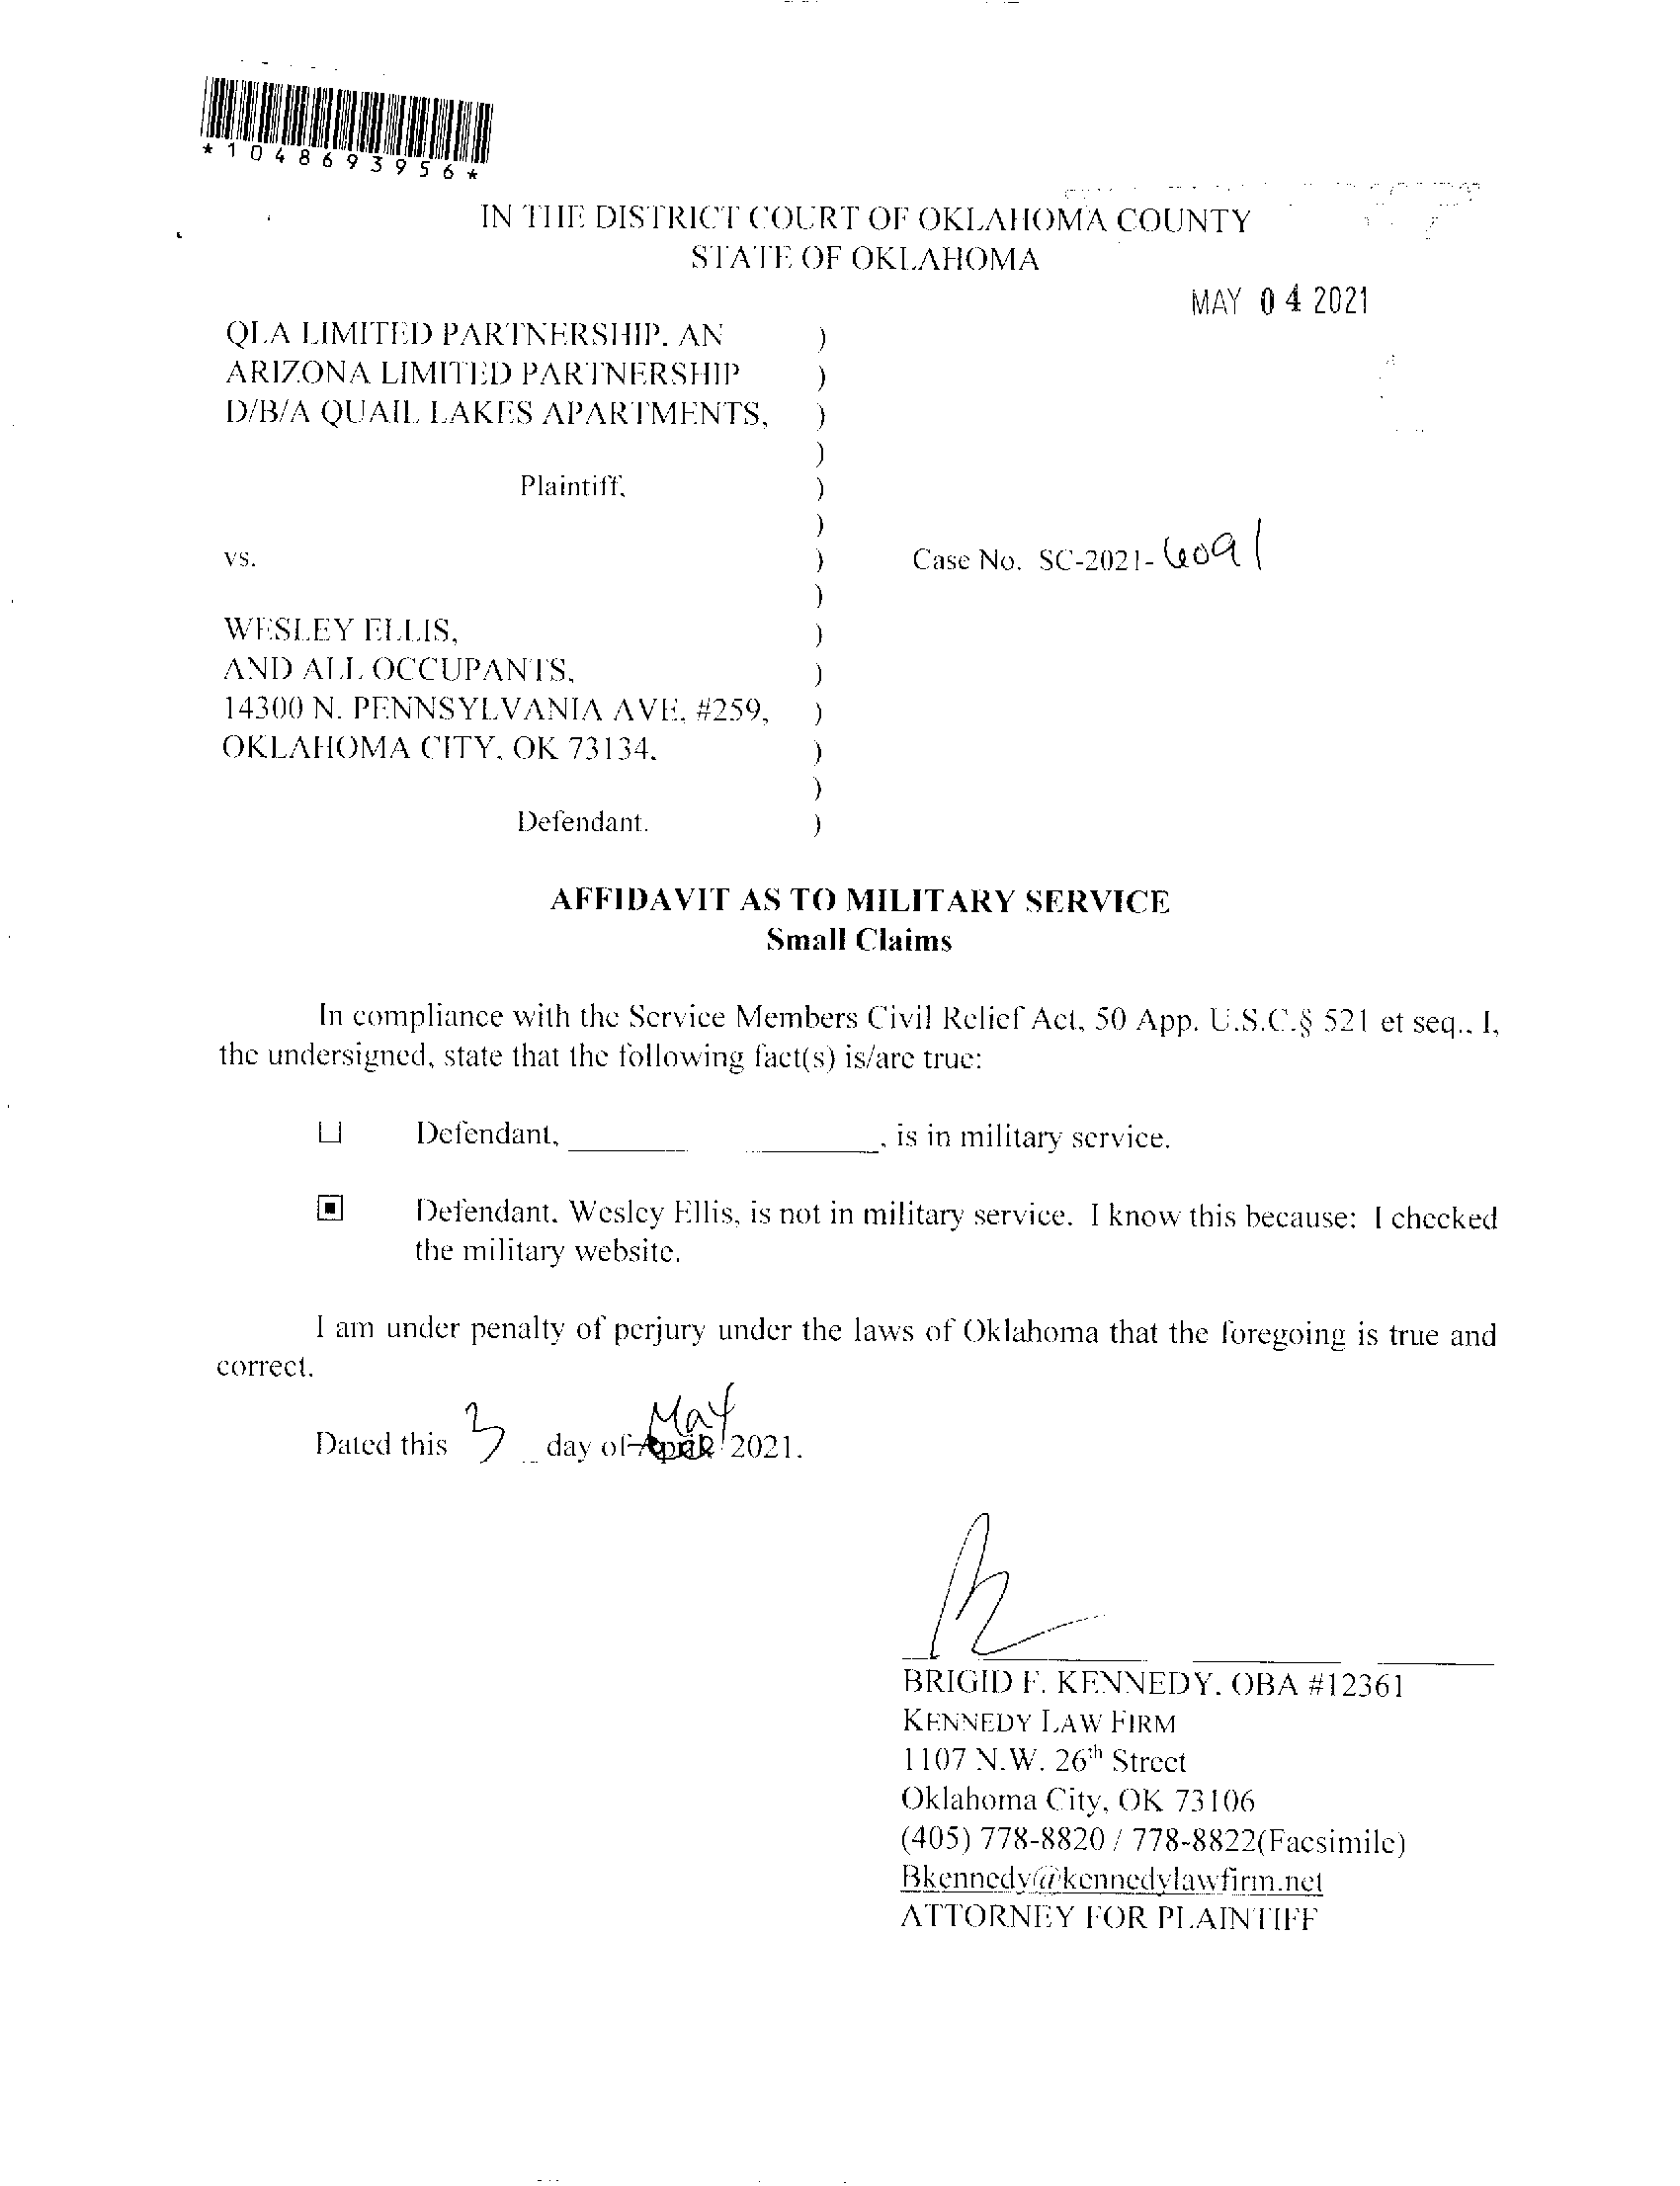 *1048693956*
IN THE DISTRICT COURT OF OKLAHOMA COUNTY
STATE OF OKLAHOMA
MAY 04 2021
QLA LIMITED PARTNERSHIP, AN )
ARIZONA LIMITED PARTNERSHIP )
D/B/A QUAIL LAKES APARTMENTS, )
)
Plaintiff, )
)
vs. ) Case No. SC-2021-6091
)
WESLEY ELLIS, )
AND ALL OCCUPANTS, )
14300 N. PENNSYLVANIA AVE, #259, )
OKLAHOMA CITY, OK 73134. )
)
Defendant. )
AFFIDAVIT AS TO MILITARY SERVICE
Small Claims
In compliance with the Service Members Civil Relief Act, 50 App. U.S.C.§ 521 et seq., I,
the undersigned, state that the following fact(s) is/are true:
Defendant, ________ ________, is in military service.
Defendant, Wesley Ellis, is not in military service. I know this because: I checked
the military website.
I am under penalty of perjury under the laws of Oklahoma that the foregoing is true and
correct.
Dated this 3 day of April May 2021.
BRIGID F. KENNEDY, OBA #12361
KENNEDY LAW FIRM
1107 N.W. 26th Street
Oklahoma City, OK 73106
(405) 778-8820 / 778-8822(Facsimile)
Bkennedy@kennedylawfirm.net
ATTORNEY FOR PLAINTIFF